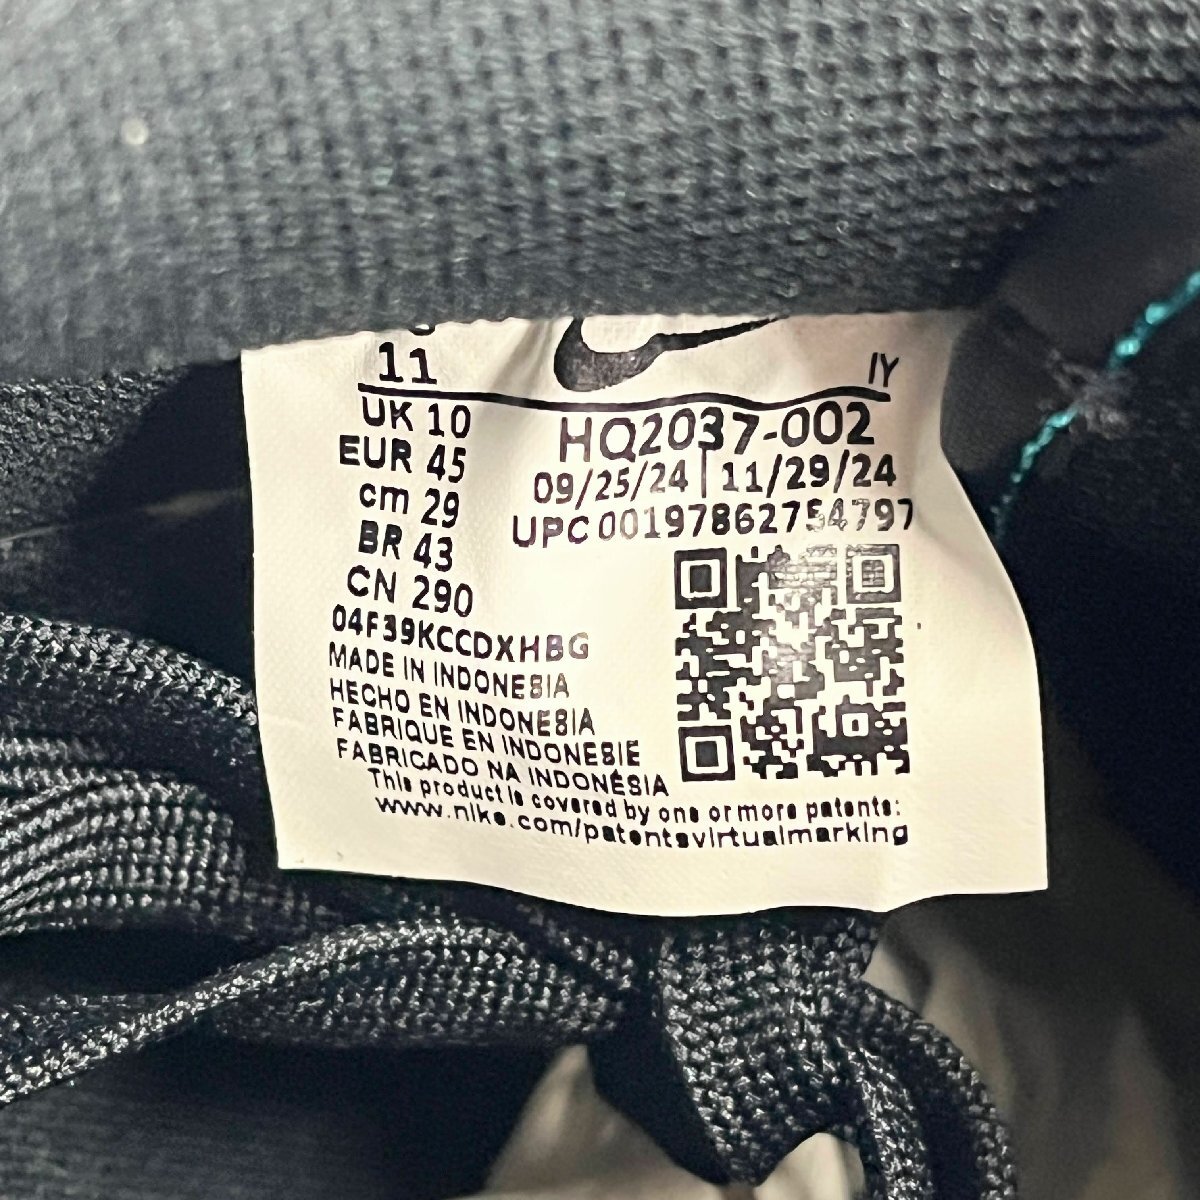 11
IY
UK 10
HQ2037-002
EUR 45
09/25/24 | 11/29/24
cm 29
UPC 00197862754797
BR 43
CN 290
04F39KCCDXHBG
MADE IN INDONESIA
HECHO EN INDONESIA
FABRIQUE EN INDONESIE
FABRICADO NA INDONÉSIA
This product is covered by one or more patents:
www.nike.com/patentsvirtualmarking